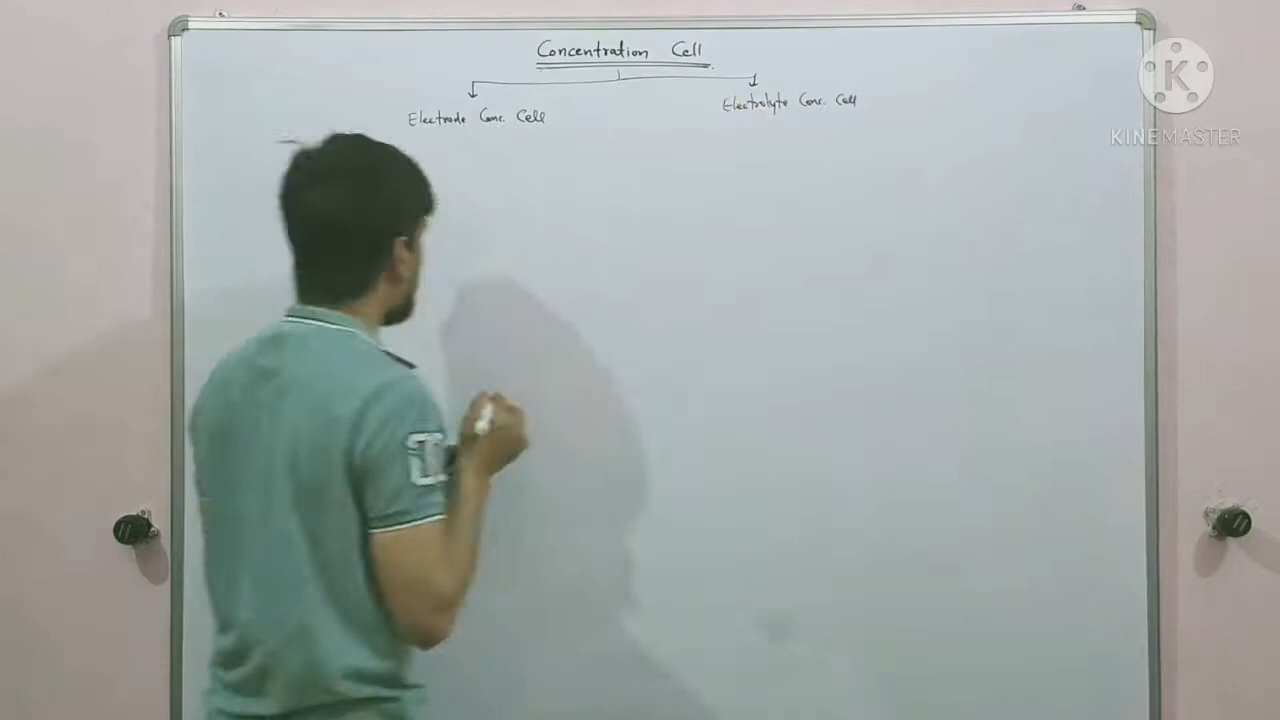 Concentration Cell
Electrode Conc. Cell
Electrolyte Conc. Cell
K
KINEMASTER